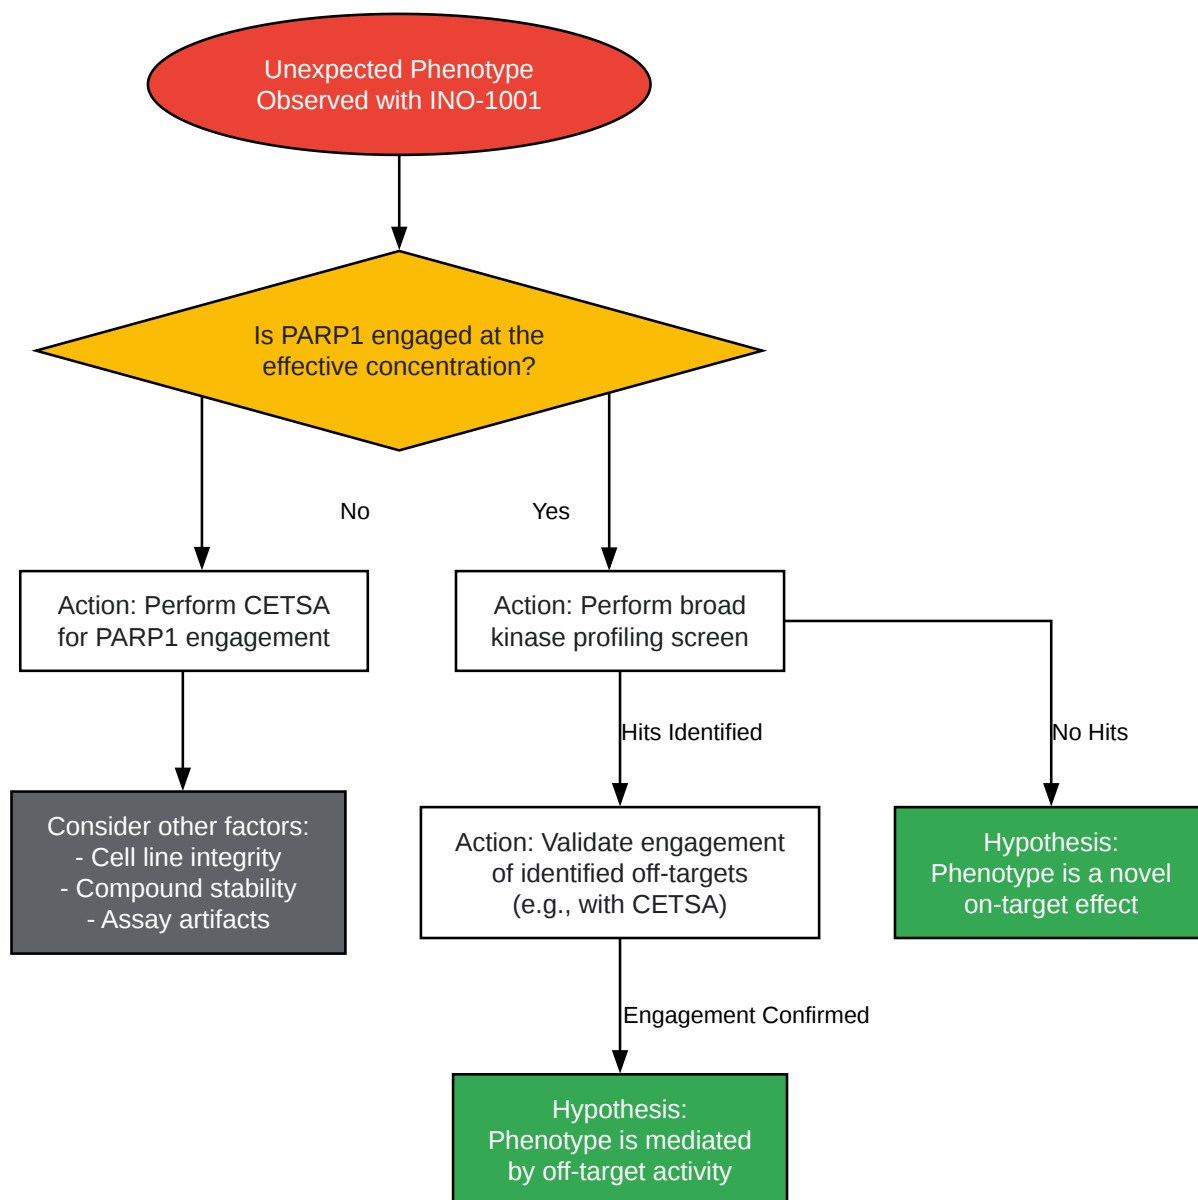 Unexpected Phenotype
Observed with INO-1001
Is PARP1 engaged at the
effective concentration?
No
Yes
Action: Perform CETSA
for PARP1 engagement
Action: Perform broad
kinase profiling screen
Hits Identified
No Hits
Consider other factors:
- Cell line integrity
- Compound stability
- Assay artifacts
Action: Validate engagement
of identified off-targets
(e.g., with CETSA)
Hypothesis:
Phenotype is a novel
on-target effect
Engagement Confirmed
Hypothesis:
Phenotype is mediated
by off-target activity